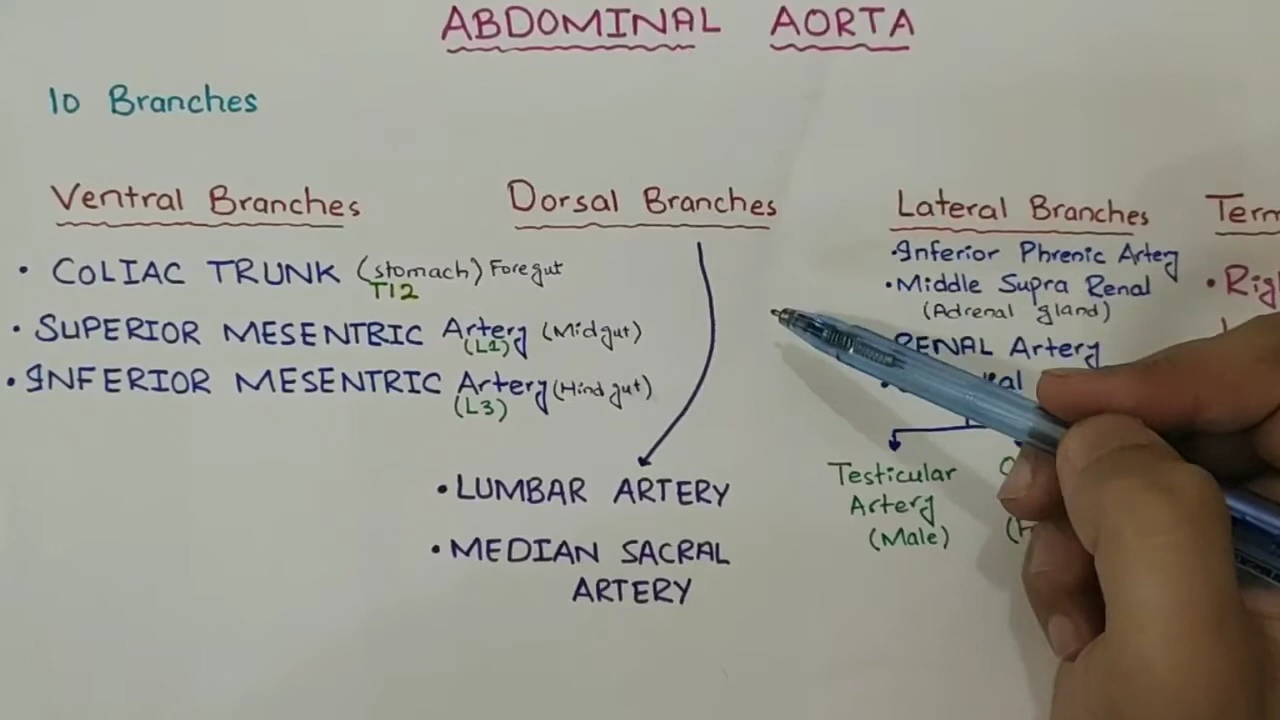 ABDOMINAL AORTA
10 Branches
Ventral Branches
• COLIAC TRUNK (stomach) Foregut
T12
• SUPERIOR MESENTRIC Artery (Midgut)
(L1)
• INFERIOR MESENTRIC Artery (Hindgut)
(L3)
Dorsal Branches
• LUMBAR ARTERY
• MEDIAN SACRAL
ARTERY
Lateral Branches
• Inferior Phrenic Artery
• Middle Supra Renal
(Adrenal gland)
RENAL Artery
Testicular
Artery
(Male)